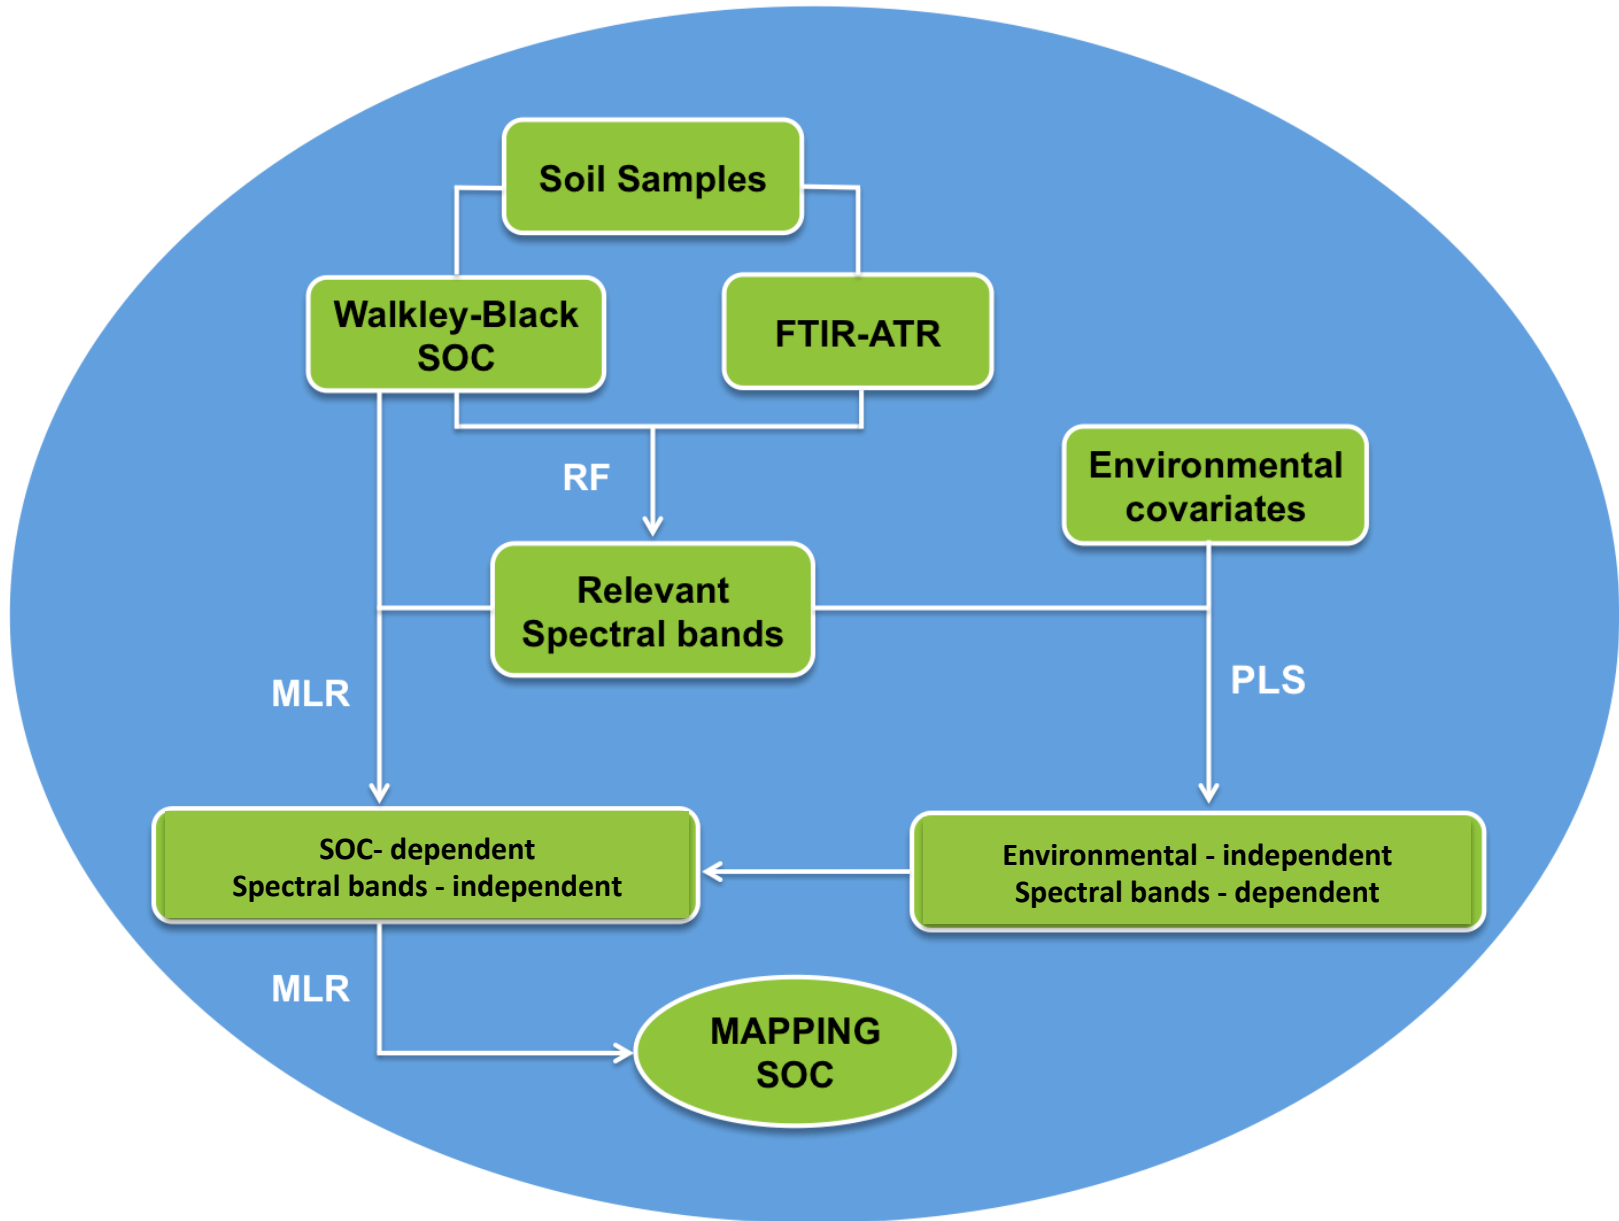 Soil Samples
Walkley-Black
SOC
FTIR-ATR
RF
Environmental
covariates
Relevant
Spectral bands
MLR
PLS
SOC- dependent
Spectral bands - independent
Environmental - independent
Spectral bands - dependent
MLR
MAPPING
SOC